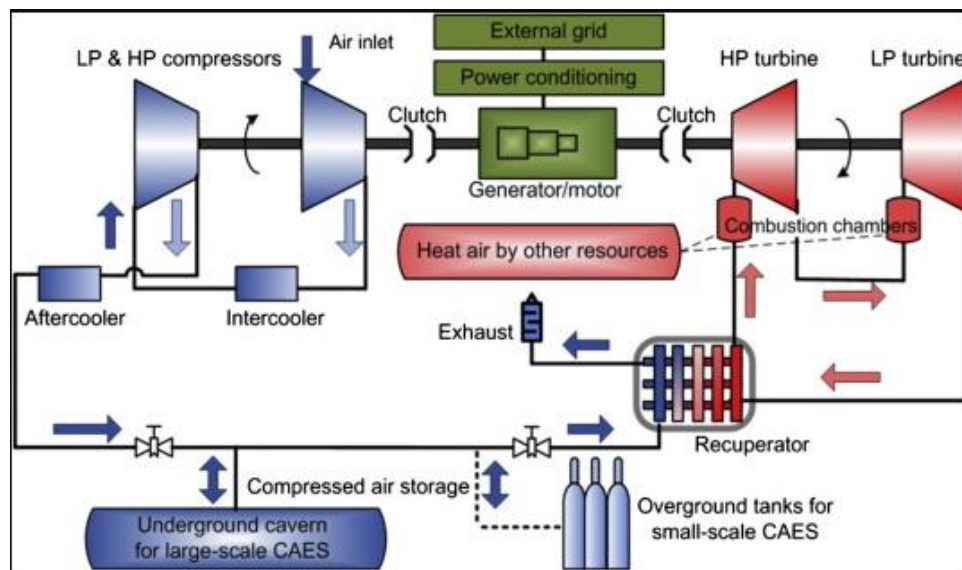 External grid
Air inlet
LP & HP compressors
Power conditioning
HP turbine
LP turbine
Clutch
Clutch
Generator/motor
Combustion chambers
Heat air by other resources
Aftercooler
Intercooler
Exhaust
Recuperator
Compressed air storage
Underground cavern
for large-scale CAES
Overground tanks for
small-scale CAES